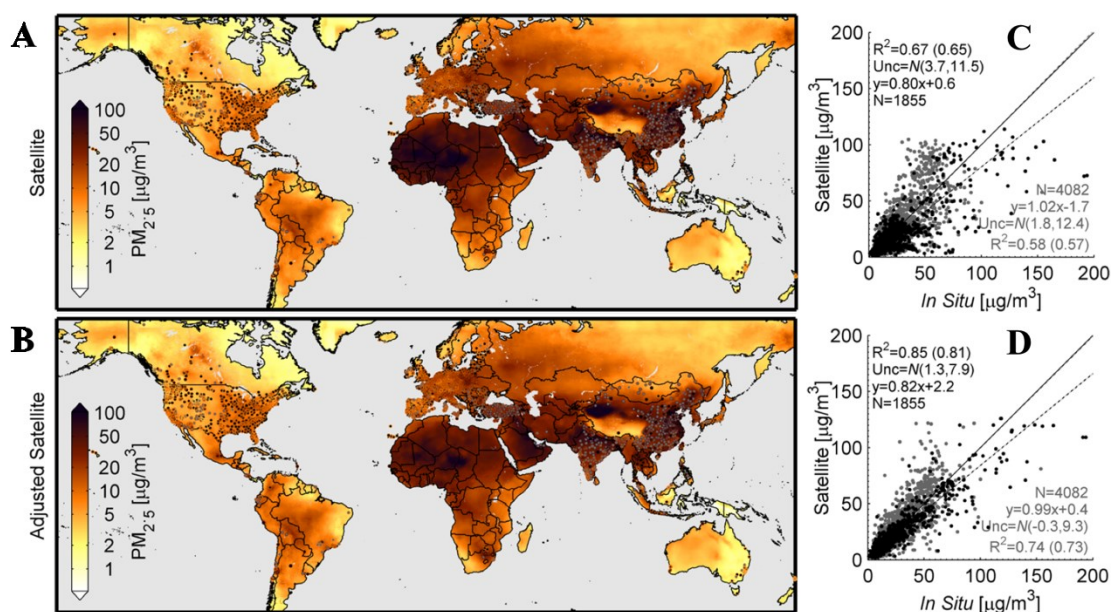 A
Satellite
100
50
20
10
5
2
1
PM2.5 [µg/m³]
B
Adjusted Satellite
100
50
20
10
5
2
1
PM2.5 [µg/m³]
C
R²=0.67 (0.65)
Unc=N(3.7,11.5)
y=0.80x+0.6
N=1855
N=4082
y=1.02x-1.7
Unc=N(1.8,12.4)
R²=0.58 (0.57)
Satellite [µg/m³]
200
150
100
50
0
0 50 100 150 200
In Situ [µg/m³]
D
R²=0.85 (0.81)
Unc=N(1.3,7.9)
y=0.82x+2.2
N=1855
N=4082
y=0.99x+0.4
Unc=N(-0.3,9.3)
R²=0.74 (0.73)
Satellite [µg/m³]
200
150
100
50
0
0 50 100 150 200
In Situ [µg/m³]